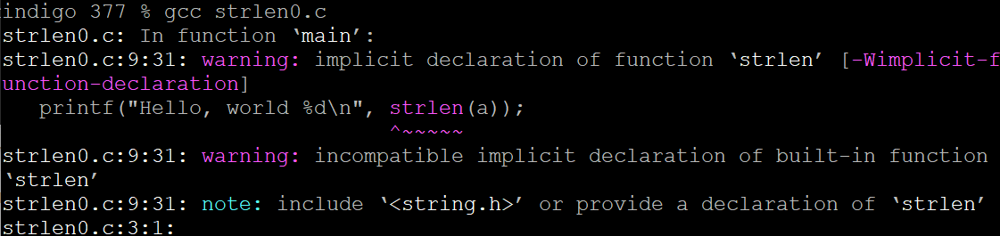 indigo 377 % gcc strlen0.c
strlen0.c: In function ‘main’:
strlen0.c:9:31: warning: implicit declaration of function ‘strlen’ [-Wimplicit-f
unction-declaration]
   printf("Hello, world %d\n", strlen(a));
                               ^~~~~~
strlen0.c:9:31: warning: incompatible implicit declaration of built-in function
‘strlen’
strlen0.c:9:31: note: include ‘<string.h>’ or provide a declaration of ‘strlen’
strlen0.c:3:1: